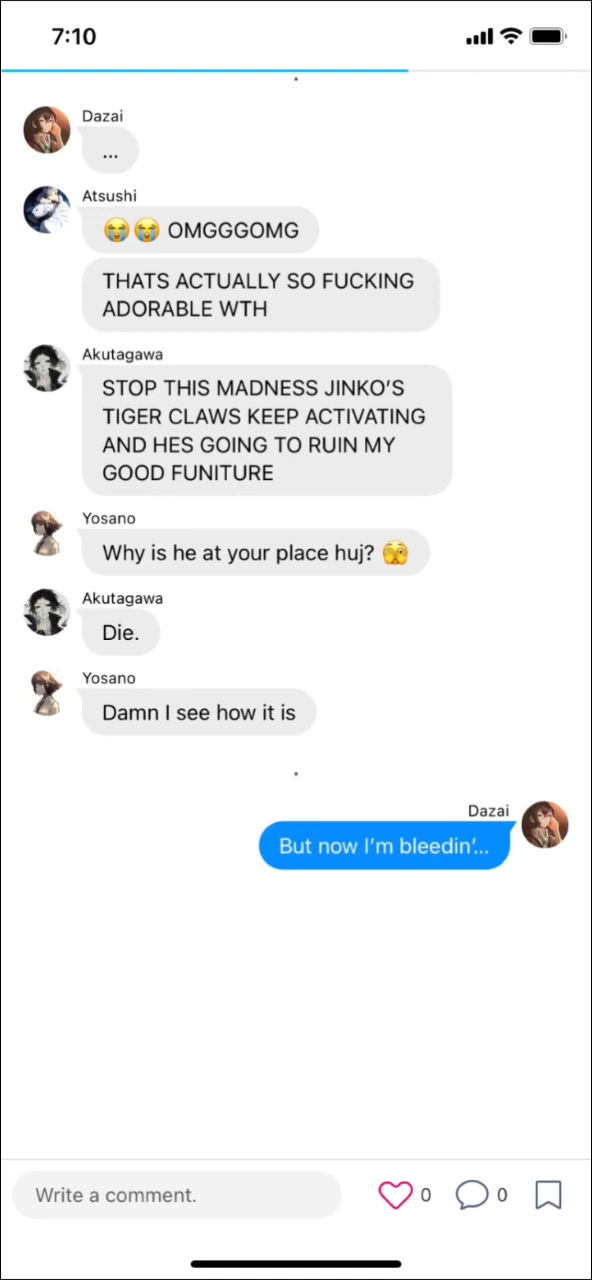 7:10
Dazai
...
Atsushi
😭😭 OMGGGOMG
THATS ACTUALLY SO FUCKING
ADORABLE WTH
Akutagawa
STOP THIS MADNESS JINKO'S
TIGER CLAWS KEEP ACTIVATING
AND HES GOING TO RUIN MY
GOOD FUNITURE
Yosano
Why is he at your place huj? 🫣
Akutagawa
Die.
Yosano
Damn I see how it is
Dazai
But now I'm bleedin'...
Write a comment.
0
0